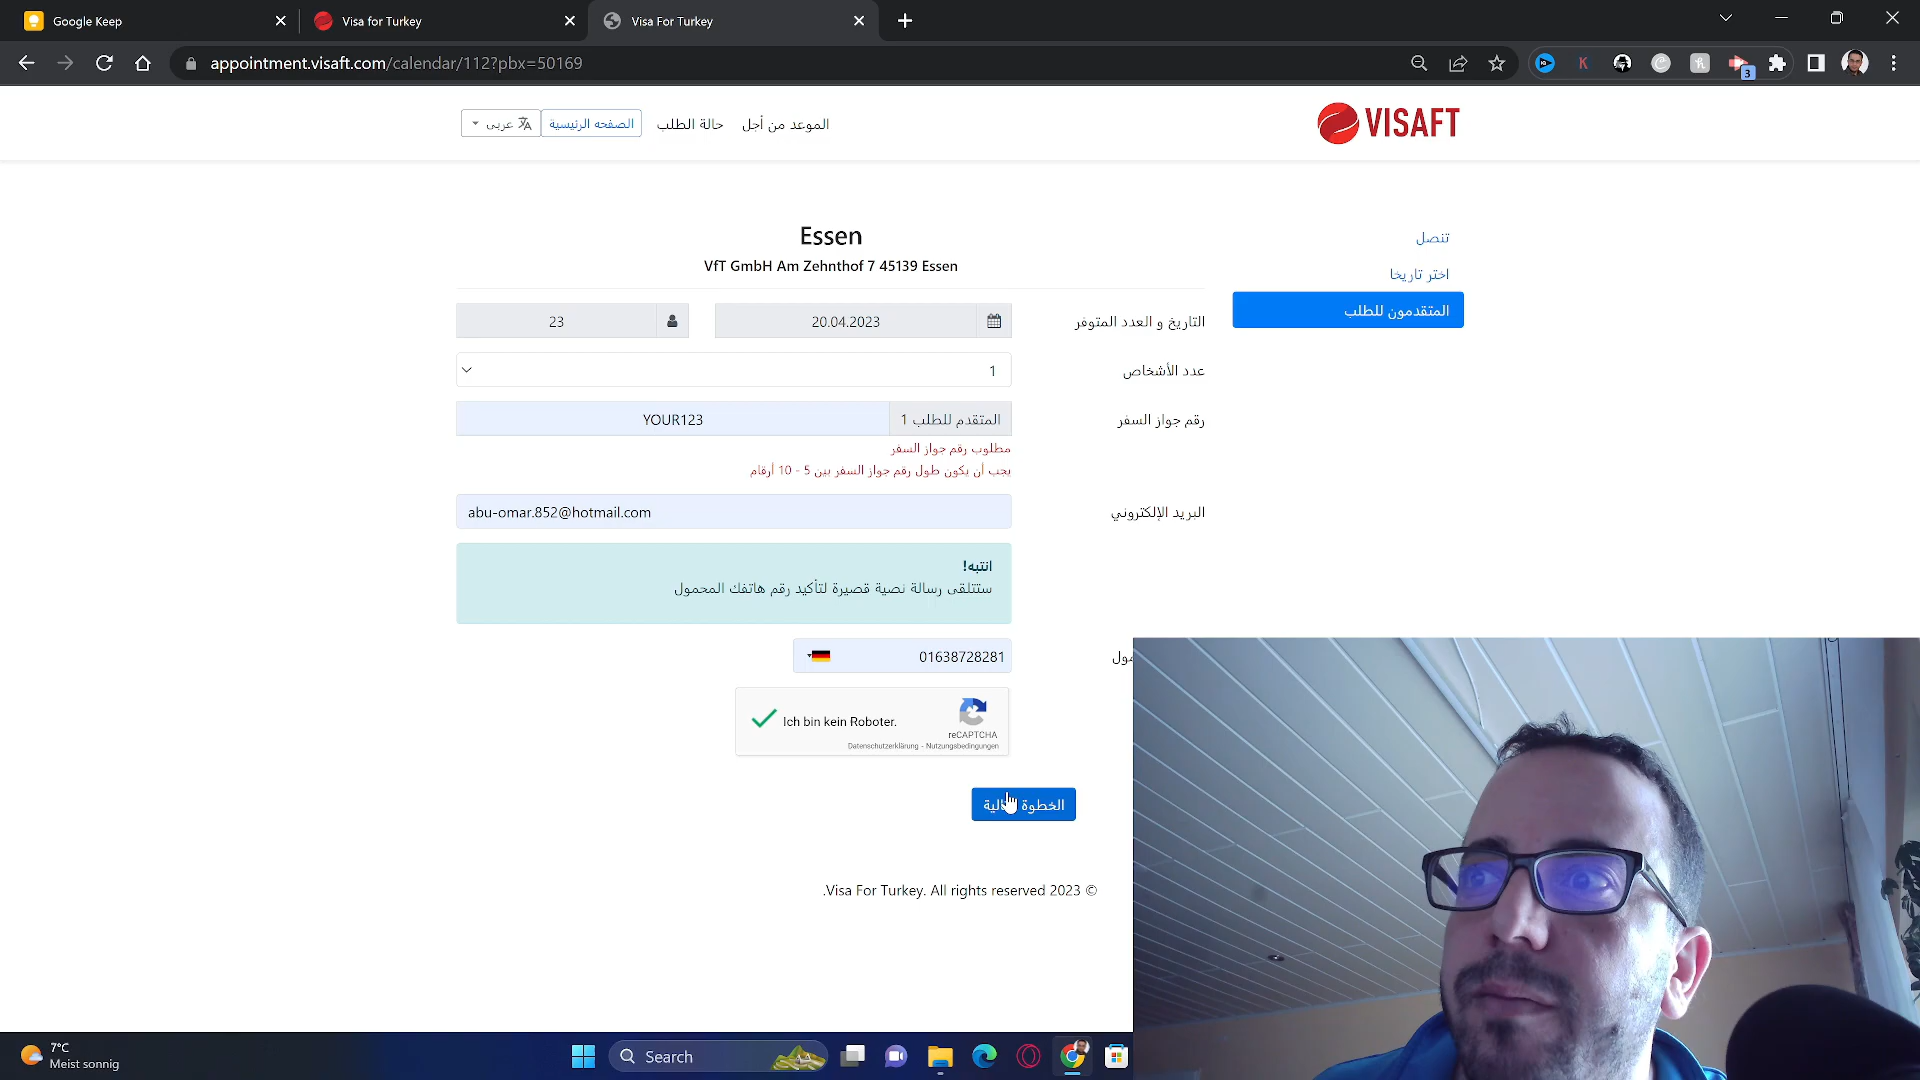 Google Keep
Visa for Turkey
Visa For Turkey
appointment.visaft.com/calendar/112?pbx=50169
3
VISAFT
الموعد من أجل
حالة الطلب
الصفحه الرئيسية
عربى
Essen
VfT GmbH Am Zehnthof 7 45139 Essen
تنصل
اختر تاريخا
المتقدمون للطلب
التاريخ و العدد المتوفر
20.04.2023
23
عدد الأشخاص
1
رقم جواز السفر
المتقدم للطلب 1
YOUR123
مطلوب رقم جواز السفر
يجب أن يكون طول رقم جواز السفر بين 5 - 10 أرقام
البريد الإلكتروني
abu-omar.852@hotmail.com
انتبه!
ستتلقى رسالة نصية قصيرة لتأكيد رقم هاتفك المحمول
01638728281
Ich bin kein Roboter.
reCAPTCHA
Datenschutzerklärung - Nutzungsbedingungen
الخطوة
© 2023 Visa For Turkey. All rights reserved.
7°C
Meist sonnig
Search